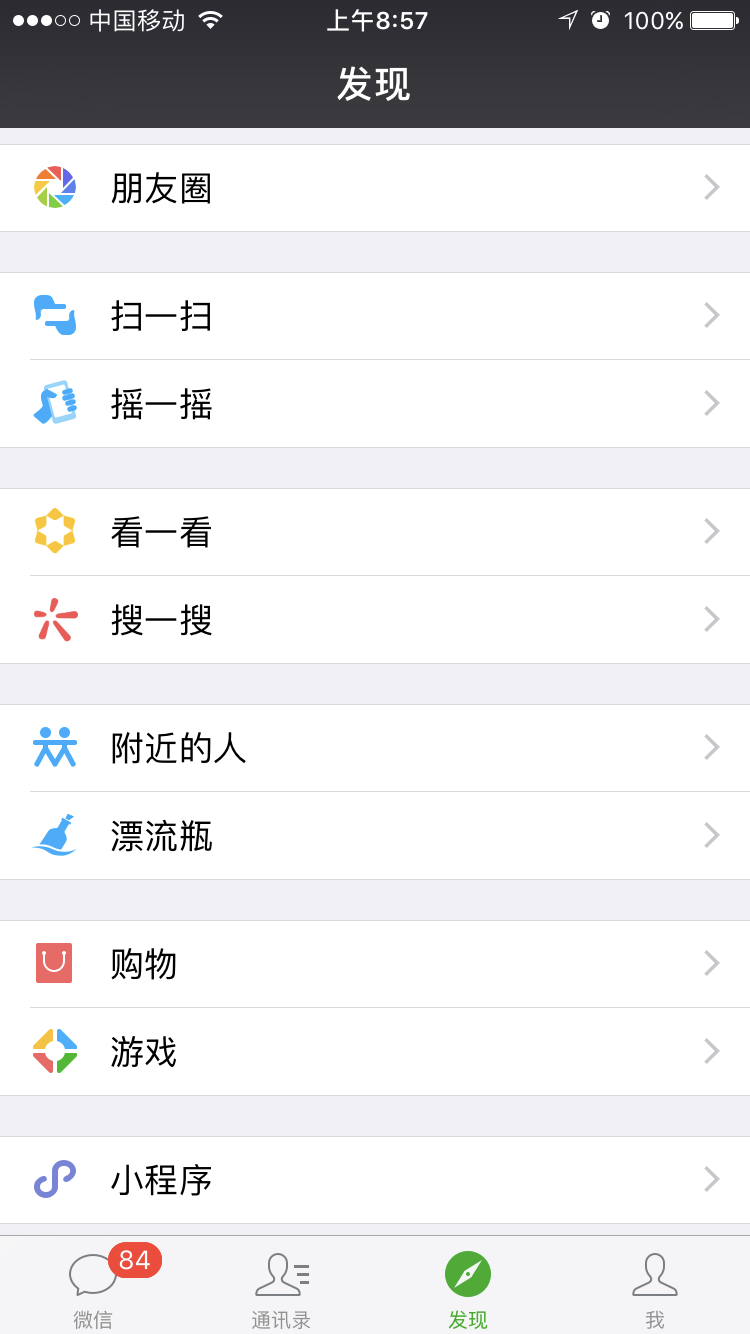 中国移动 上午8:57 100%
发现
朋友圈
扫一扫
摇一摇
看一看
搜一搜
附近的人
漂流瓶
购物
游戏
小程序
84
微信 通讯录 发现 我